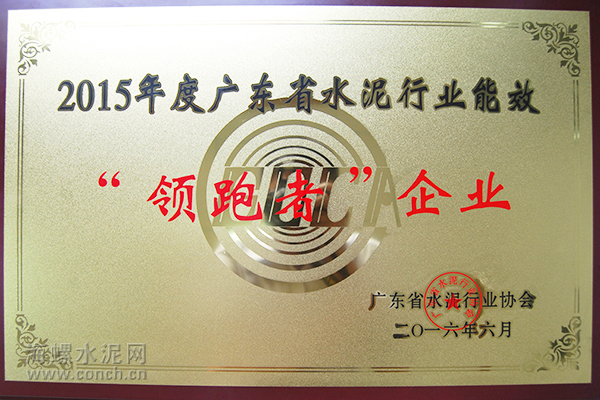 2015年度广东省水泥行业能效
“领跑者”企业
广东省水泥行业协会
二〇一六年六月
海螺水泥网
www.conch.cn